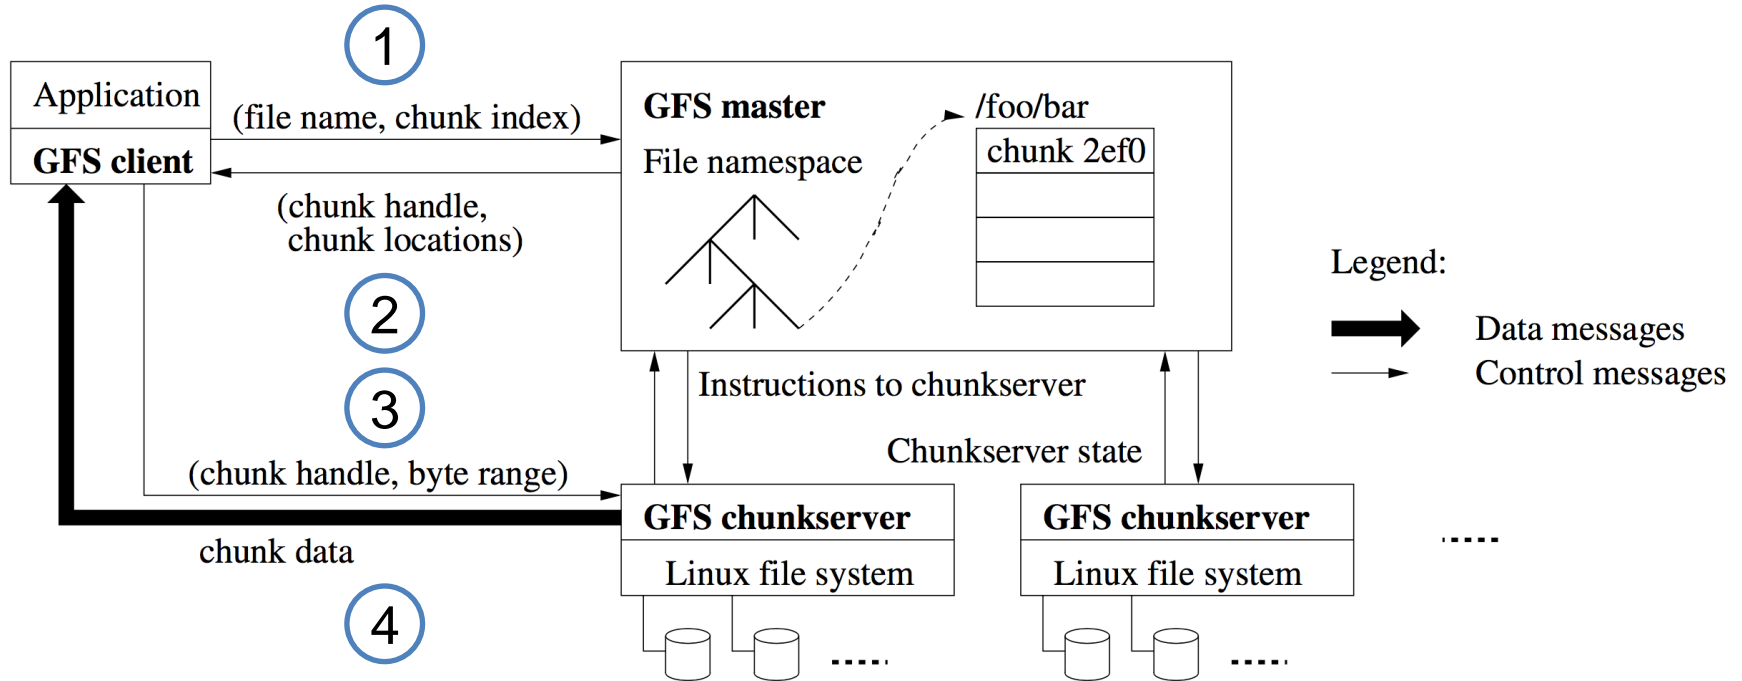 1
Application
GFS client
(file name, chunk index)
(chunk handle,
chunk locations)
2
3
(chunk handle, byte range)
chunk data
4
GFS master
File namespace
/foo/bar
chunk 2ef0
Instructions to chunkserver
Chunkserver state
GFS chunkserver
Linux file system
GFS chunkserver
Linux file system
Legend:
Data messages
Control messages